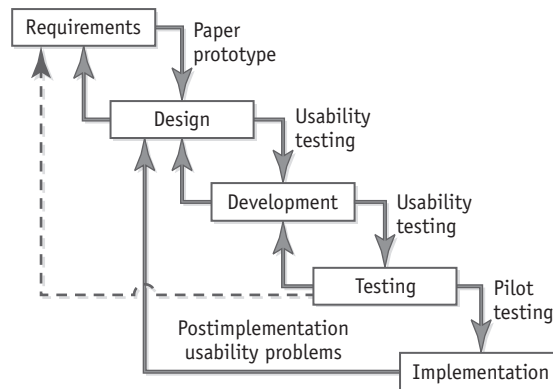 Requirements
Paper
prototype
Design
Usability
testing
Development
Usability
testing
Testing
Pilot
testing
Postimplementation
usability problems
Implementation